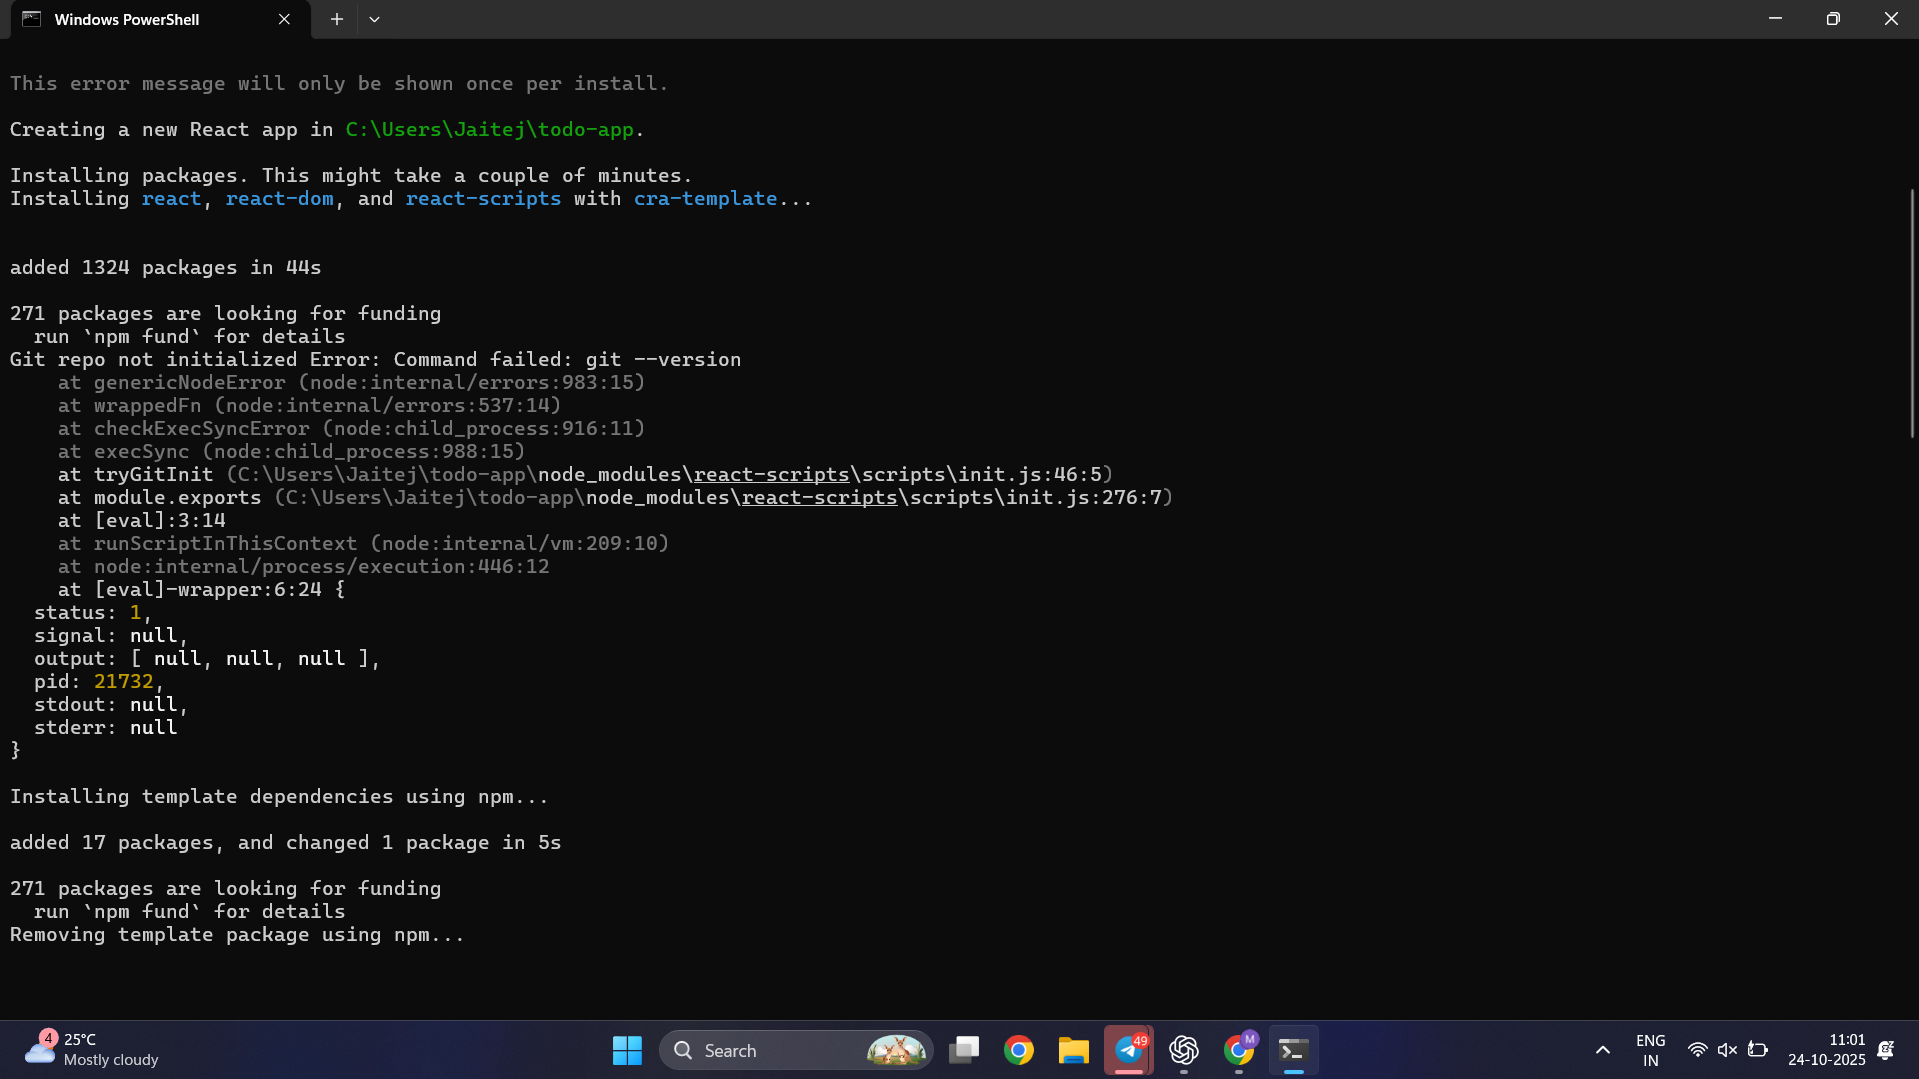 Windows PowerShell
This error message will only be shown once per install.
Creating a new React app in C:\Users\Jaitej\todo-app.
Installing packages. This might take a couple of minutes.
Installing react, react-dom, and react-scripts with cra-template...
added 1324 packages in 44s
271 packages are looking for funding
  run `npm fund` for details
Git repo not initialized Error: Command failed: git --version
    at genericNodeError (node:internal/errors:983:15)
    at wrappedFn (node:internal/errors:537:14)
    at checkExecSyncError (node:child_process:916:11)
    at execSync (node:child_process:988:15)
    at tryGitInit (C:\Users\Jaitej\todo-app\node_modules\react-scripts\scripts\init.js:46:5)
    at module.exports (C:\Users\Jaitej\todo-app\node_modules\react-scripts\scripts\init.js:276:7)
    at [eval]:3:14
    at runScriptInThisContext (node:internal/vm:209:10)
    at node:internal/process/execution:446:12
    at [eval]-wrapper:6:24 {
  status: 1,
  signal: null,
  output: [ null, null, null ],
  pid: 21732,
  stdout: null,
  stderr: null
}
Installing template dependencies using npm...
added 17 packages, and changed 1 package in 5s
271 packages are looking for funding
  run `npm fund` for details
Removing template package using npm...
4
25°C
Mostly cloudy
Search
49
M
ENG
IN
11:01
24-10-2025